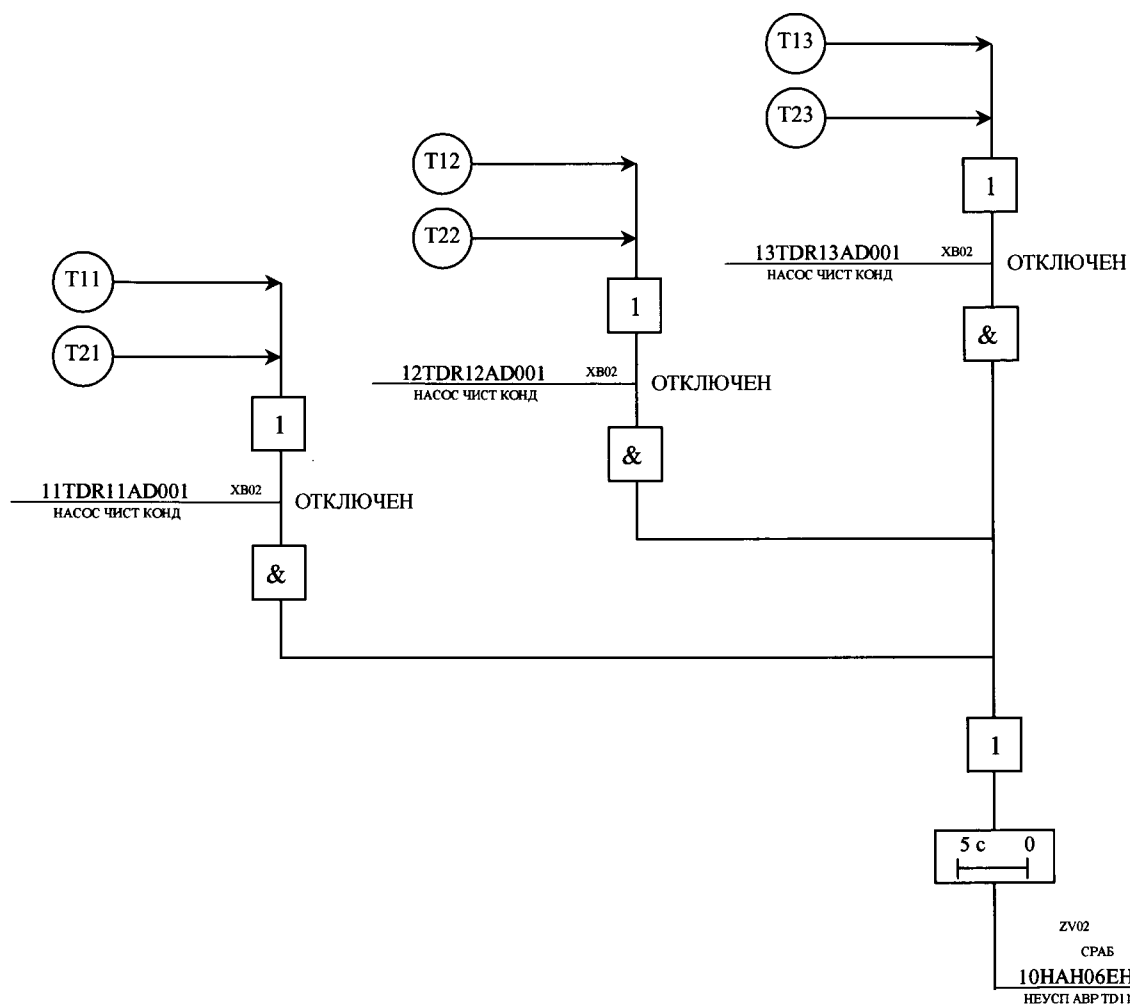 T13
T23
T12
1
T22
13TDR13AD001 XB02 ОТКЛЮЧЕН
НАСОС ЧИСТ КОНД
T11
1
&
T21
12TDR12AD001 XB02 ОТКЛЮЧЕН
НАСОС ЧИСТ КОНД
1
&
11TDR11AD001 XB02 ОТКЛЮЧЕН
НАСОС ЧИСТ КОНД
&
1
5 с 0
ZV02
СРАБ
10HAH06EH
НЕУСП АВР TD11